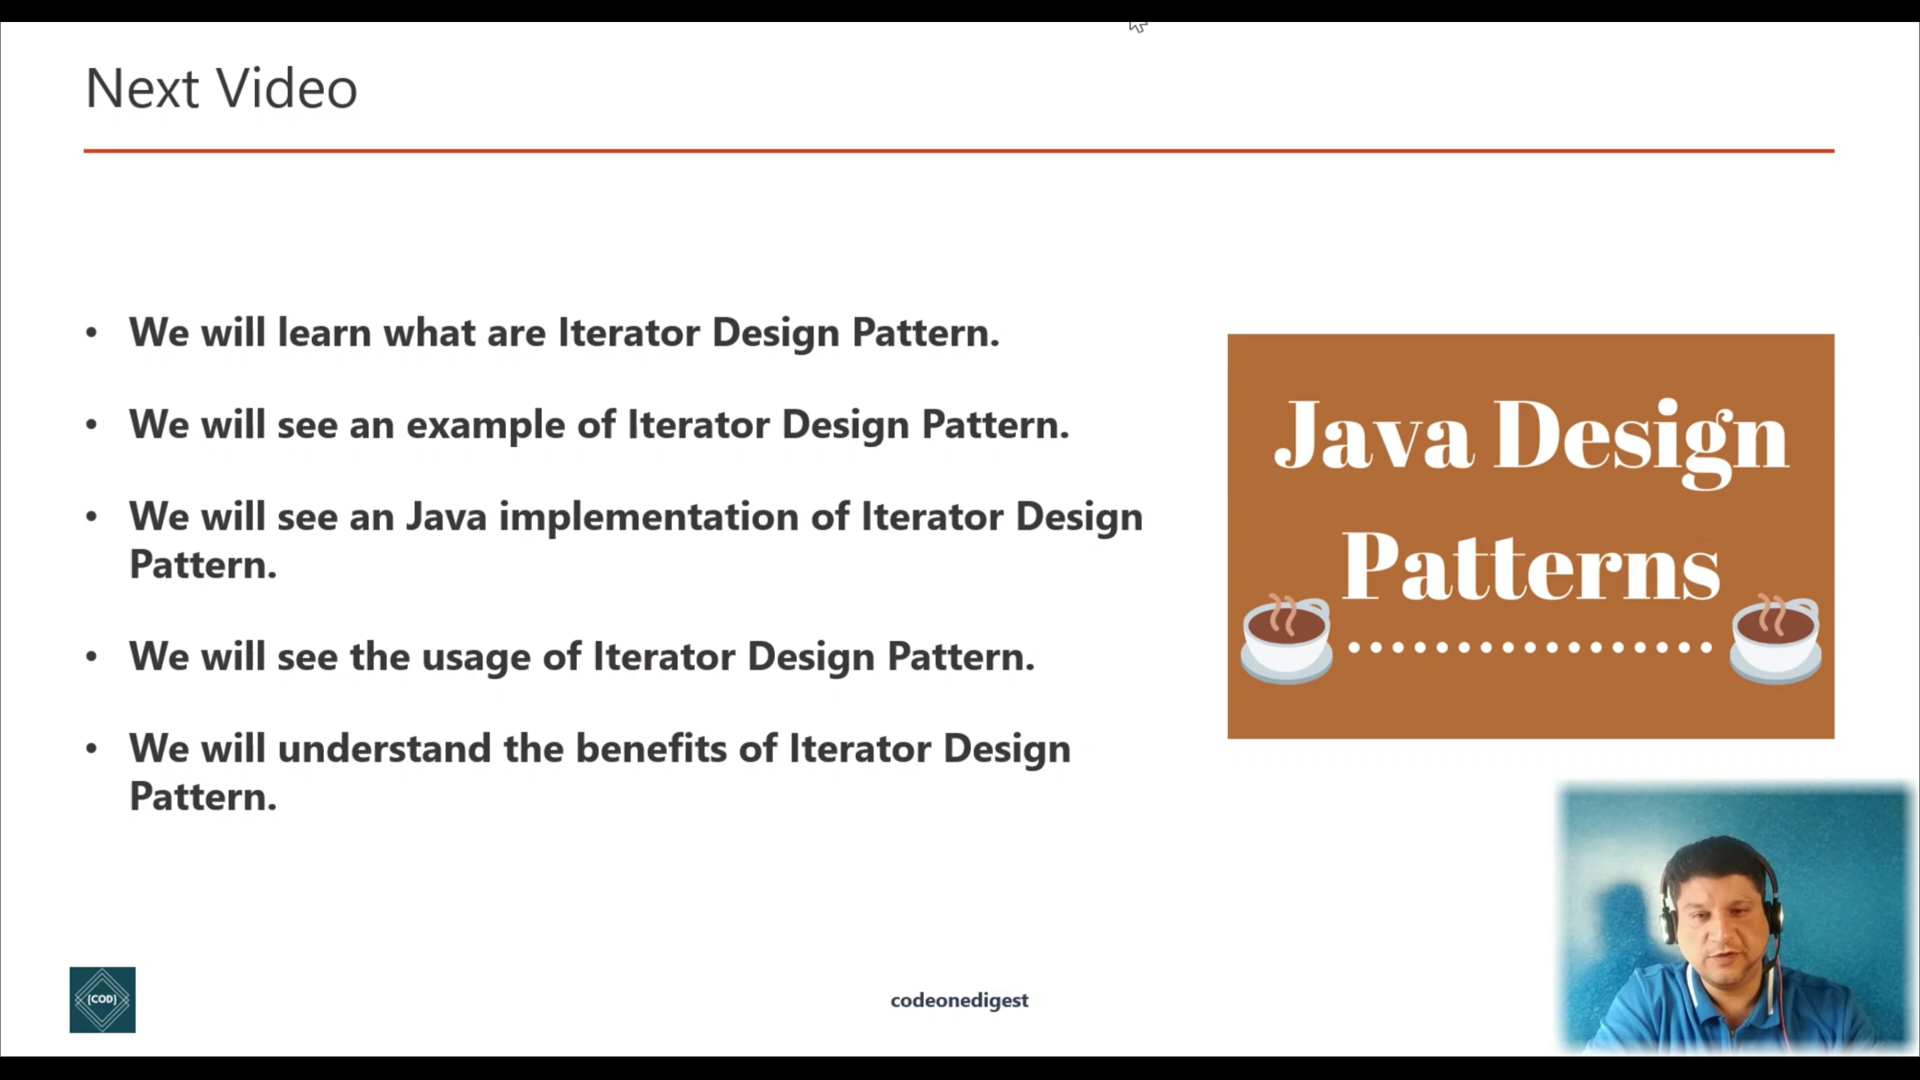 Next Video
• We will learn what are Iterator Design Pattern.
• We will see an example of Iterator Design Pattern.
• We will see an Java implementation of Iterator Design
Pattern.
• We will see the usage of Iterator Design Pattern.
• We will understand the benefits of Iterator Design
Pattern.
Java Design
Patterns
{COD}
codeonedigest